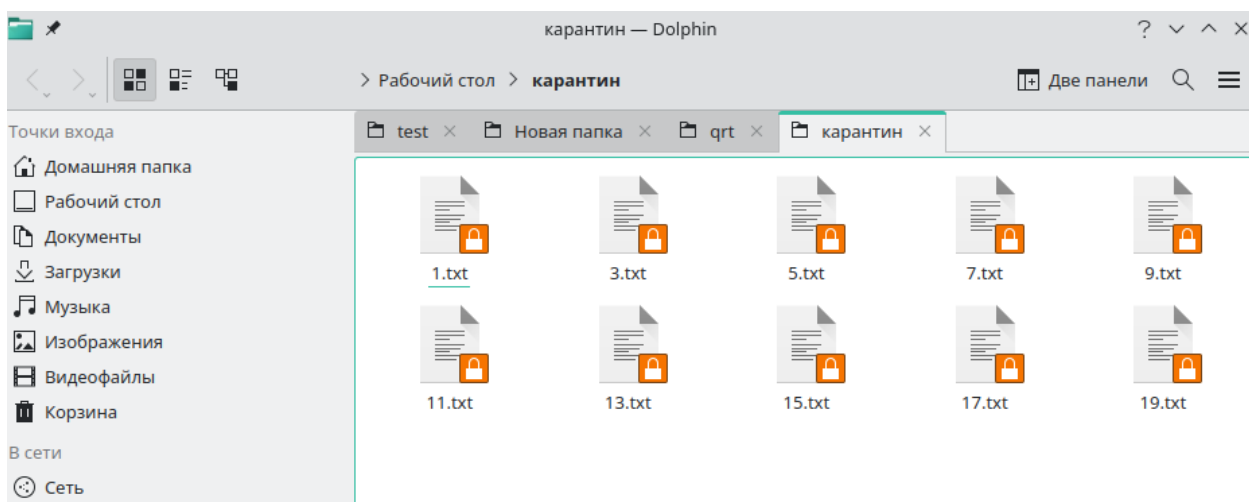 карантин — Dolphin
> Рабочий стол > карантин
Две панели
Точки входа
Домашняя папка
Рабочий стол
Документы
Загрузки
Музыка
Изображения
Видеофайлы
Корзина
В сети
Сеть
test
Новая папка
qrt
карантин
1.txt
3.txt
5.txt
7.txt
9.txt
11.txt
13.txt
15.txt
17.txt
19.txt